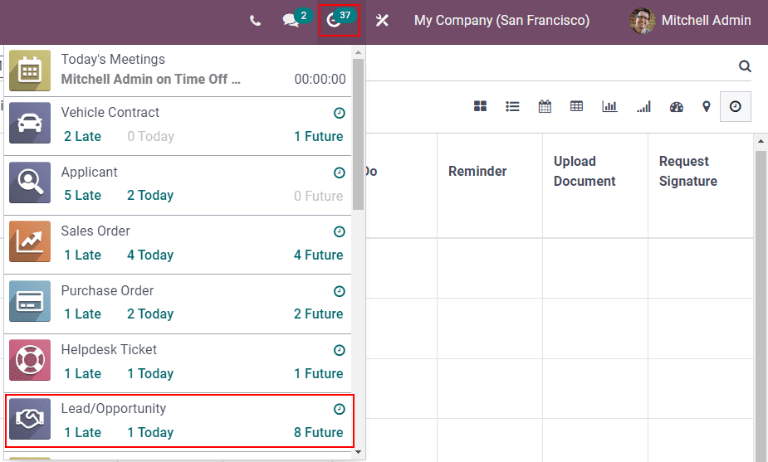 2 37 My Company (San Francisco) Mitchell Admin
Today's Meetings
Mitchell Admin on Time Off ... 00:00:00
Vehicle Contract
2 Late 0 Today 1 Future
Applicant
5 Late 2 Today 0 Future
Sales Order
1 Late 4 Today 4 Future
Purchase Order
1 Late 2 Today 2 Future
Helpdesk Ticket
1 Late 1 Today 1 Future
Lead/Opportunity
1 Late 1 Today 8 Future
Do
Reminder
Upload
Document
Request
Signature